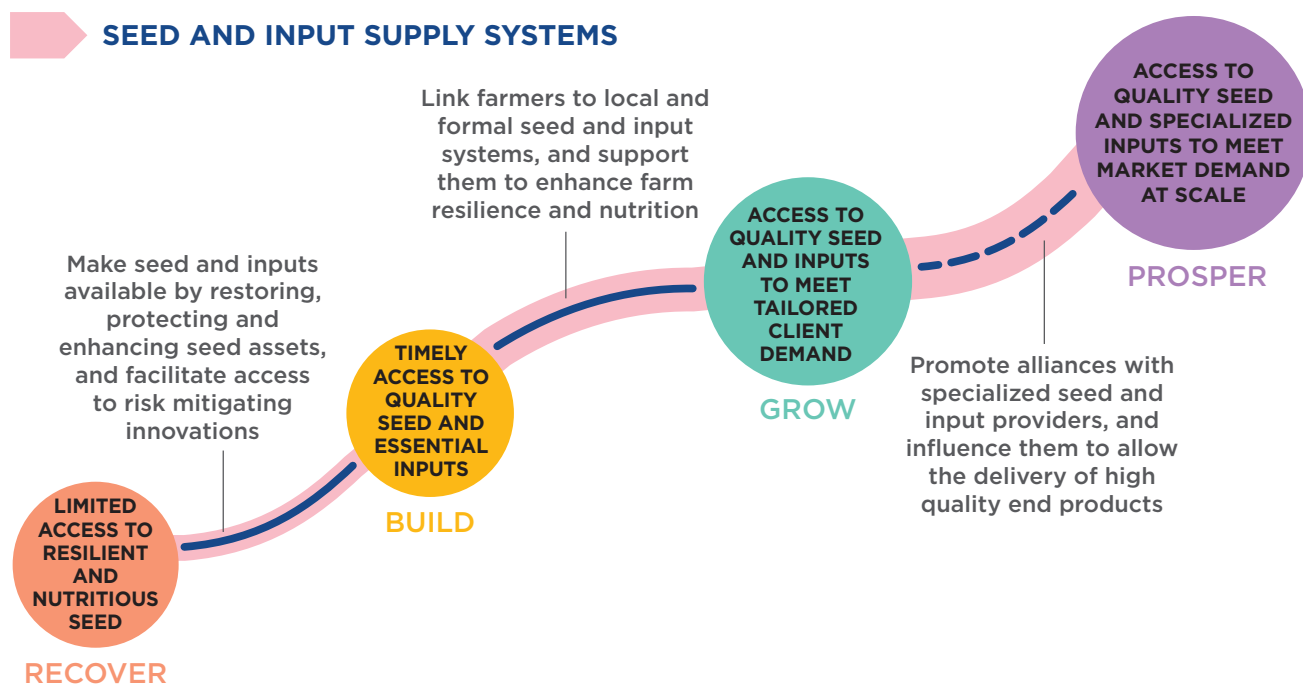 SEED AND INPUT SUPPLY SYSTEMS
LIMITED
ACCESS TO
RESILIENT
AND
NUTRITIOUS
SEED
RECOVER
Make seed and inputs
available by restoring,
protecting and
enhancing seed assets,
and facilitate access
to risk mitigating
innovations
TIMELY
ACCESS TO
QUALITY
SEED AND
ESSENTIAL
INPUTS
BUILD
Link farmers to local and
formal seed and input
systems, and support
them to enhance farm
resilience and nutrition
ACCESS TO
QUALITY SEED
AND INPUTS
TO MEET
TAILORED
CLIENT
DEMAND
GROW
Promote alliances with
specialized seed and
input providers, and
influence them to allow
the delivery of high
quality end products
ACCESS TO
QUALITY SEED
AND SPECIALIZED
INPUTS TO MEET
MARKET DEMAND
AT SCALE
PROSPER